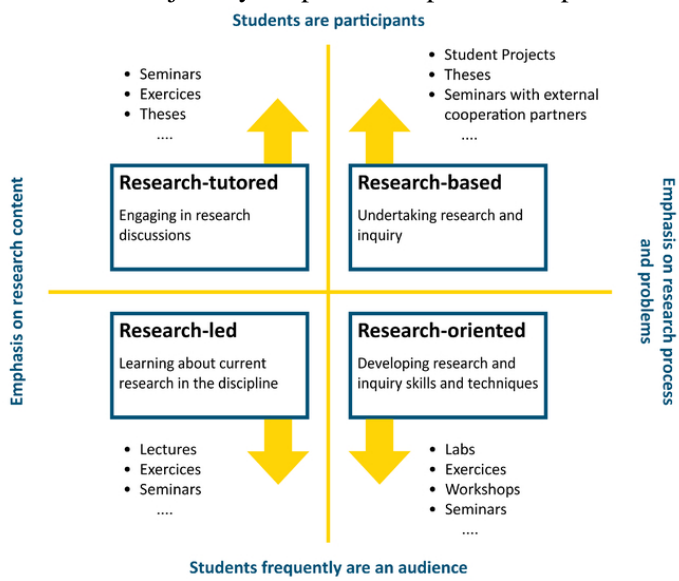 Students are participants
• Seminars
• Exercices
• Theses
....
• Student Projects
• Theses
• Seminars with external
cooperation partners
....
Research-tutored
Engaging in research
discussions
Research-based
Undertaking research and
inquiry
Emphasis on research content
Emphasis on research process
and problems
Research-led
Learning about current
research in the discipline
Research-oriented
Developing research and
inquiry skills and techniques
• Lectures
• Exercices
• Seminars
....
• Labs
• Exercices
• Workshops
• Seminars
....
Students frequently are an audience